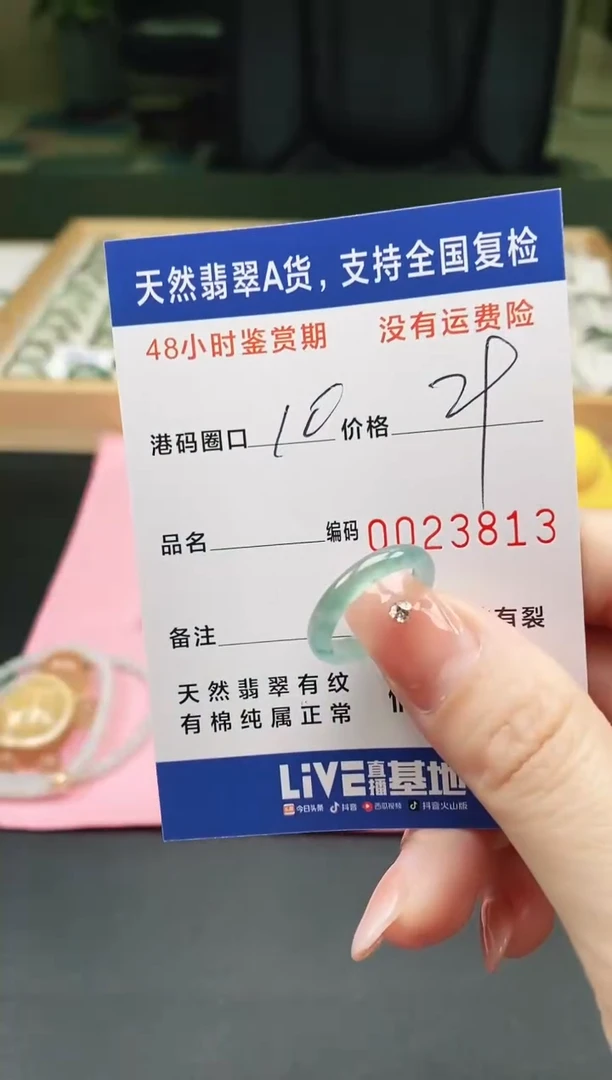 天然翡翠A货，支持全国复检
48小时鉴赏期 没有运费险
港码圈口 10 价格
品名 编码 0023813
备注 有裂
天然翡翠有纹
有棉纯属正常
LiVE直播基地
今日头条 抖音 西瓜视频 抖音火山版